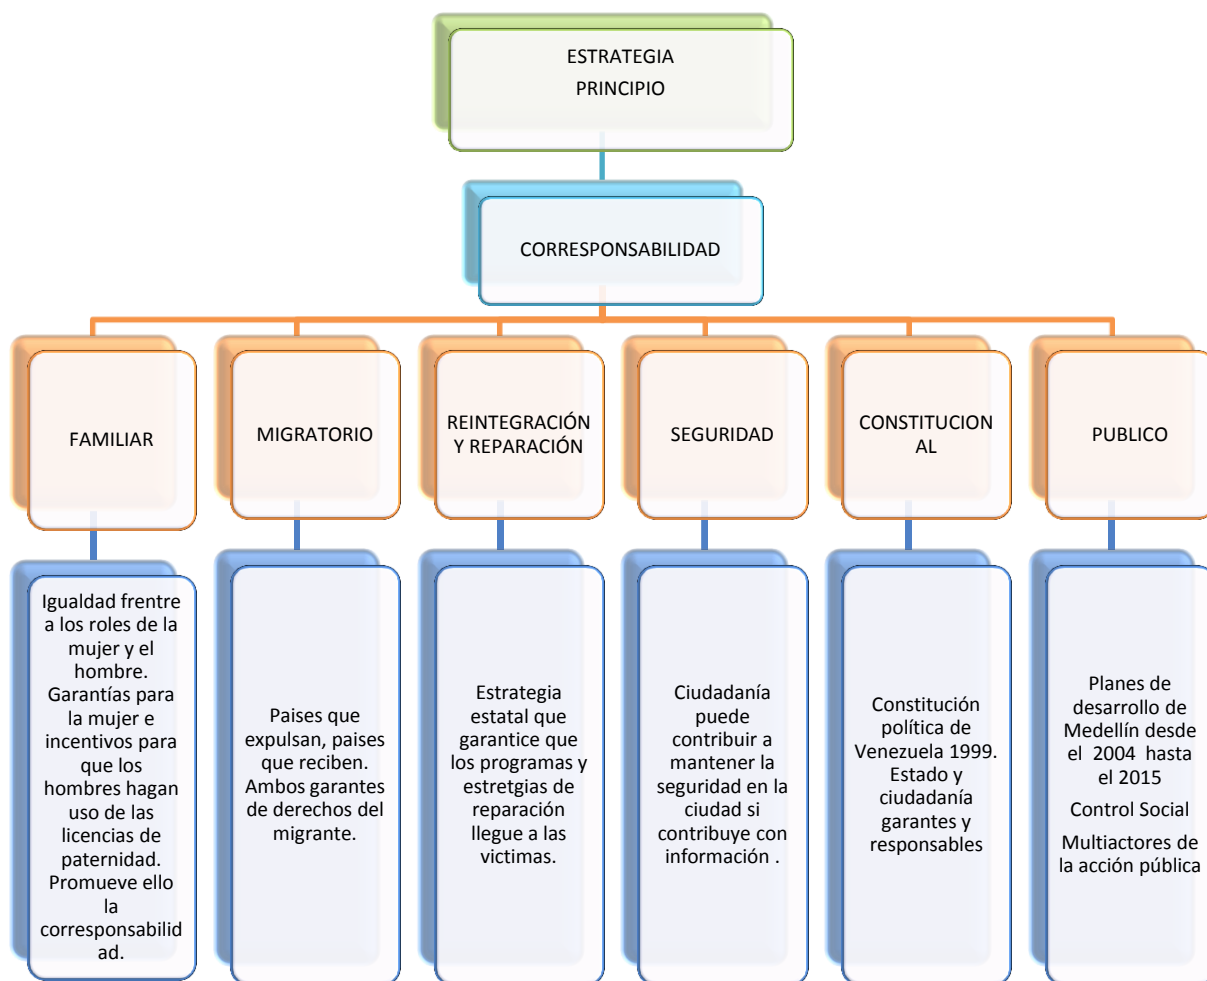 ESTRATEGIA
PRINCIPIO
CORRESPONSABILIDAD
FAMILIAR
MIGRATORIO
REINTEGRACIÓN
Y REPARACIÓN
SEGURIDAD
CONSTITUCION
AL
PUBLICO
Igualdad frente
a los roles de la
mujer y el
hombre.
Garantías para
la mujer e
incentivos para
que los
hombres hagan
uso de las
licencias de
paternidad.
Promueve ello
la
corresponsabilid
ad.
Paises que
expulsan, paises
que reciben.
Ambos garantes
de derechos del
migrante.
Estrategia
estatal que
garantice que
los programas y
estretgias de
reparación
llegue a las
victimas.
Ciudadanía
puede
contribuir a
mantener la
seguridad en la
ciudad si
contribuye con
información .
Constitución
política de
Venezuela 1999.
Estado y
ciudadanía
garantes y
responsables
Planes de
desarrollo de
Medellín desde
el 2004 hasta
el 2015
Control Social
Multiactores de
la acción pública